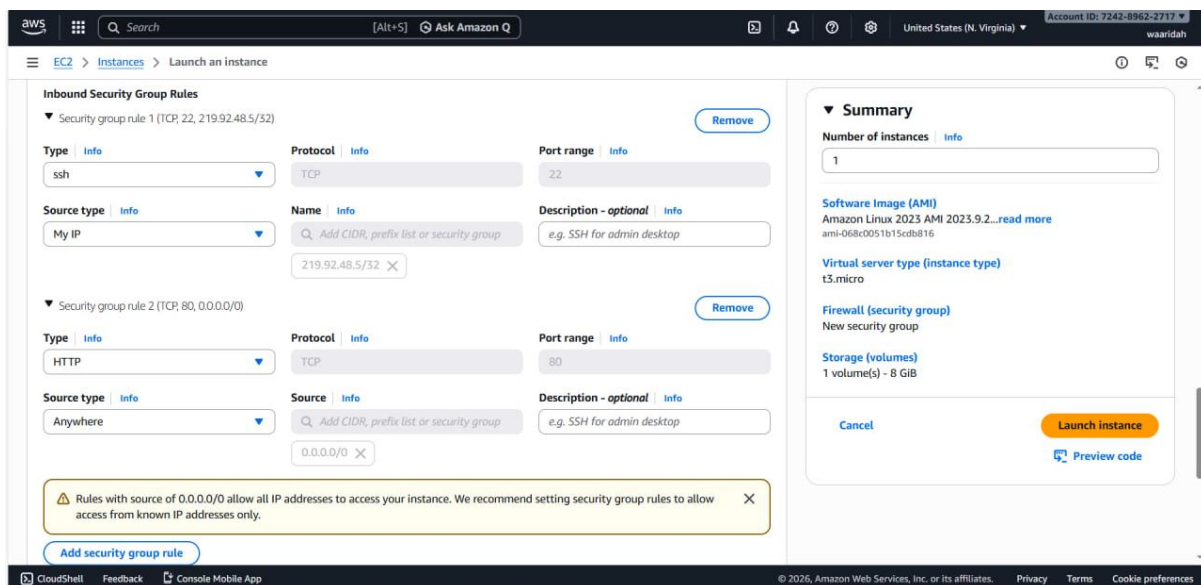 aws Search [Alt+S] Ask Amazon Q United States (N. Virginia) Account ID: 7242-8962-2717
waaridah
EC2 > Instances > Launch an instance
Inbound Security Group Rules
Security group rule 1 (TCP, 22, 219.92.48.5/32) Remove
Type Info Protocol Info Port range Info
ssh TCP 22
Source type Info Name Info Description - optional Info
My IP Add CIDR, prefix list or security group e.g. SSH for admin desktop
219.92.48.5/32
Security group rule 2 (TCP, 80, 0.0.0.0/0) Remove
Type Info Protocol Info Port range Info
HTTP TCP 80
Source type Info Source Info Description - optional Info
Anywhere Add CIDR, prefix list or security group e.g. SSH for admin desktop
0.0.0.0/0
Rules with source of 0.0.0.0/0 allow all IP addresses to access your instance. We recommend setting security group rules to allow
access from known IP addresses only.
Add security group rule
Summary
Number of instances Info
1
Software Image (AMI)
Amazon Linux 2023 AMI 2023.9.2...read more
ami-068c0051b15cdb816
Virtual server type (instance type)
t3.micro
Firewall (security group)
New security group
Storage (volumes)
1 volume(s) - 8 GiB
Cancel Launch instance
Preview code
CloudShell Feedback Console Mobile App © 2026, Amazon Web Services, Inc. or its affiliates. Privacy Terms Cookie preferences